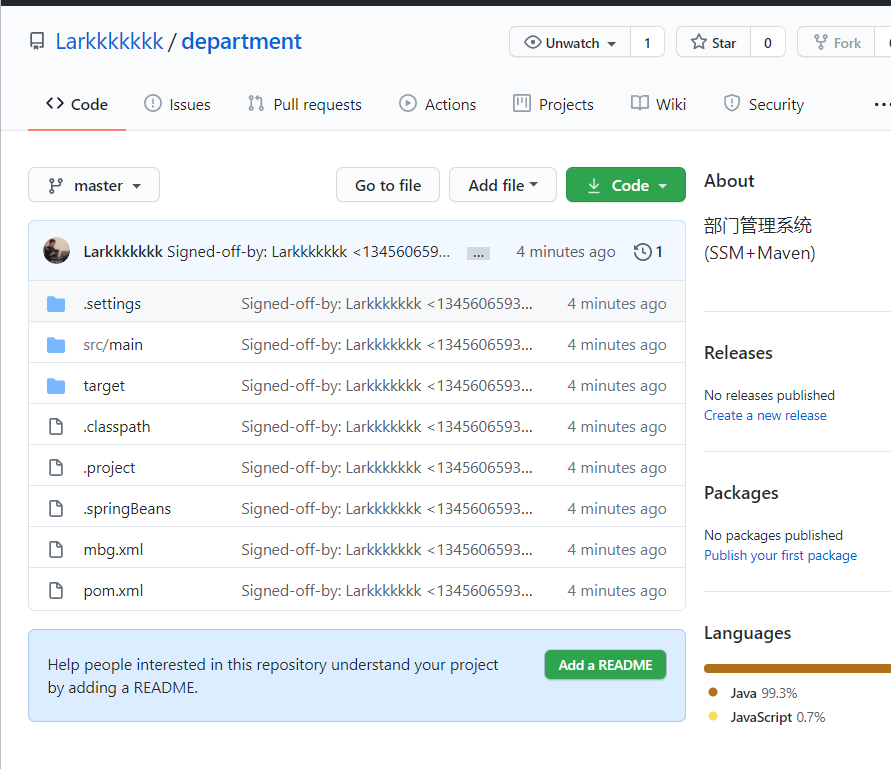 Larkkkkkkk / department
Unwatch 1 Star 0 Fork
Code Issues Pull requests Actions Projects Wiki Security ...
master Go to file Add file Code
Larkkkkkkk Signed-off-by: Larkkkkkkk <134560659... ... 4 minutes ago 1
.settings Signed-off-by: Larkkkkkkk <1345606593... 4 minutes ago
src/main Signed-off-by: Larkkkkkkk <1345606593... 4 minutes ago
target Signed-off-by: Larkkkkkkk <1345606593... 4 minutes ago
.classpath Signed-off-by: Larkkkkkkk <1345606593... 4 minutes ago
.project Signed-off-by: Larkkkkkkk <1345606593... 4 minutes ago
.springBeans Signed-off-by: Larkkkkkkk <1345606593... 4 minutes ago
mbg.xml Signed-off-by: Larkkkkkkk <1345606593... 4 minutes ago
pom.xml Signed-off-by: Larkkkkkkk <1345606593... 4 minutes ago
Help people interested in this repository understand your project
by adding a README.
Add a README
About
部门管理系统
(SSM+Maven)
Releases
No releases published
Create a new release
Packages
No packages published
Publish your first package
Languages
Java 99.3%
JavaScript 0.7%